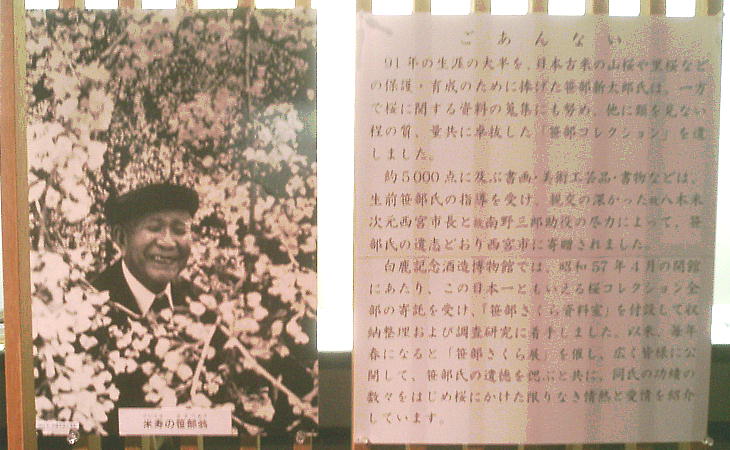 米寿の笹部翁
ごあんない
91年の生涯の大半を、日本古来の山桜や里桜など
の保護・育成のために捧げた笹部新太郎氏は、一方
で桜に関する資料の蒐集にも努め、他に類を見ない
程の質、量共に卓抜した「笹部コレクション」を遺
しました。
約5000点に及ぶ書画・美術工芸品・書物などは、
生前笹部氏の指導を受け、親交の深かった故八木米
次元西宮市長と故南野三郎助役の尽力によって、笹
部氏の遺志どおり西宮市に寄贈されました。
白鹿記念酒造博物館では、昭和57年4月の開館
にあたり、この日本一ともいえる桜コレクション全
部の寄託を受け、「笹部さくら資料室」を付設して収
納整理および調査研究に着手しました。以来、毎年
春になると「笹部さくら展」を催し、広く皆様に公
開して、笹部氏の遺徳を偲ぶと共に、同氏の功績の
数々をはじめ桜にかけた限りなき情熱と愛情を紹介
しています。